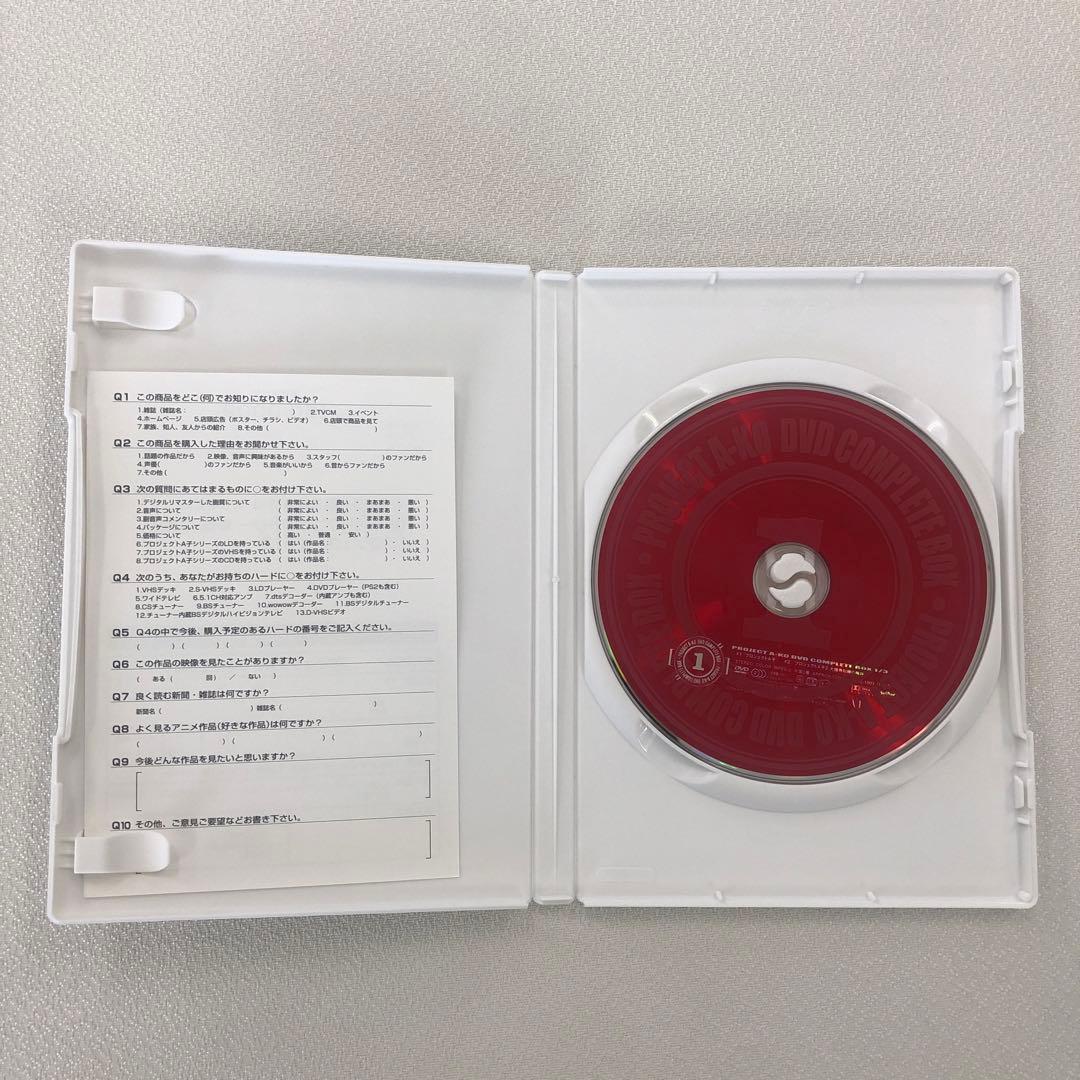 Q1 この商品をどこ(何)でお知りになりましたか?
1.雑誌(雑誌名: ) 2.TVCM 3.イベント
4.ホームページ 5.店頭広告(ポスター、チラシ、ビデオ) 6.店頭で商品を見て
7.家族、知人、友人からの紹介 8.その他( )
Q2 この商品を購入した理由をお聞かせ下さい。
1.話題の作品だから 2.映像、音声に興味があるから 3.スタッフ( )のファンだから
4.声優( )のファンだから 5.音楽がいいから 6.昔からファンだから
7.その他( )
Q3 次の質問にあてはまるものに○をお付け下さい。
1.デジタルリマスターした画質について ( 非常によい ・ 良い ・ まあまあ ・ 悪い )
2.音声について ( 非常によい ・ 良い ・ まあまあ ・ 悪い )
3.副音声コメンタリーについて ( 非常によい ・ 良い ・ まあまあ ・ 悪い )
4.パッケージについて ( 非常によい ・ 良い ・ まあまあ ・ 悪い )
5.価格について ( 高い ・ 普通 ・ 安い )
6.プロジェクトA子シリーズのLDを持っている ( はい(作品名: )・ いいえ )
7.プロジェクトA子シリーズのVHSを持っている ( はい(作品名: )・ いいえ )
8.プロジェクトA子シリーズのCDを持っている ( はい(作品名: )・ いいえ )
Q4 次のうち、あなたがお持ちのハードに○をお付け下さい。
1.VHSデッキ 2.S-VHSデッキ 3.LDプレーヤー 4.DVDプレーヤー(PS2も含む)
5.ワイドテレビ 6.5.1CH対応アンプ 7.dtsデコーダー(内蔵アンプも含む)
8.CSチューナー 9.BSチューナー 10.wowowデコーダー 11.BSデジタルチューナー
12.チューナー内蔵BSデジタルハイビジョンテレビ 13.D-VHSビデオ
Q5 Q4の中で今後、購入予定のあるハードの番号をご記入ください。
( ) ( ) ( ) ( )
Q6 この作品の映像を見たことがありますか?
( ある ( 回) / ない )
Q7 良く読む新聞・雑誌は何ですか?
新聞名( )雑誌名( )
Q8 よく見るアニメ作品(好きな作品)は何ですか?
( ) ( ) ( )
Q9 今後どんな作品を見たいと思いますか?
Q10 その他、ご意見ご要望などお書き下さい。
PROJECT A-KO DVD COMPLETE BOX
PROJECT A-KO DVD COMPLETE BOX 1/3
1
DVD